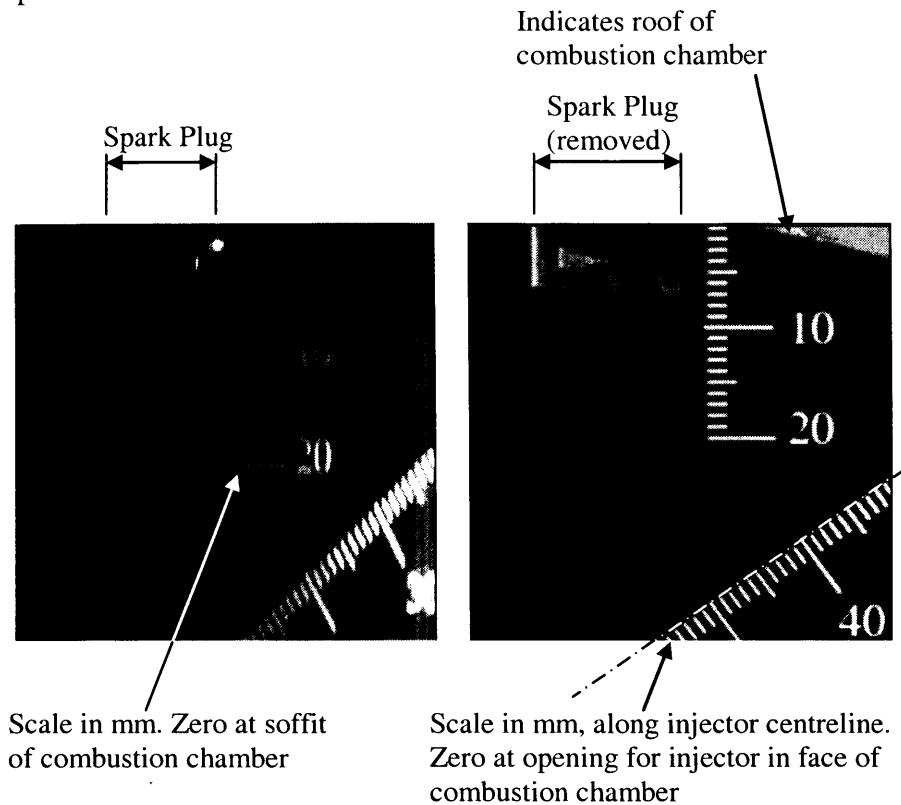 Indicates roof of
combustion chamber
Spark Plug
Spark Plug
(removed)
20
10
20
40
Scale in mm. Zero at soffit
of combustion chamber
Scale in mm, along injector centreline.
Zero at opening for injector in face of
combustion chamber